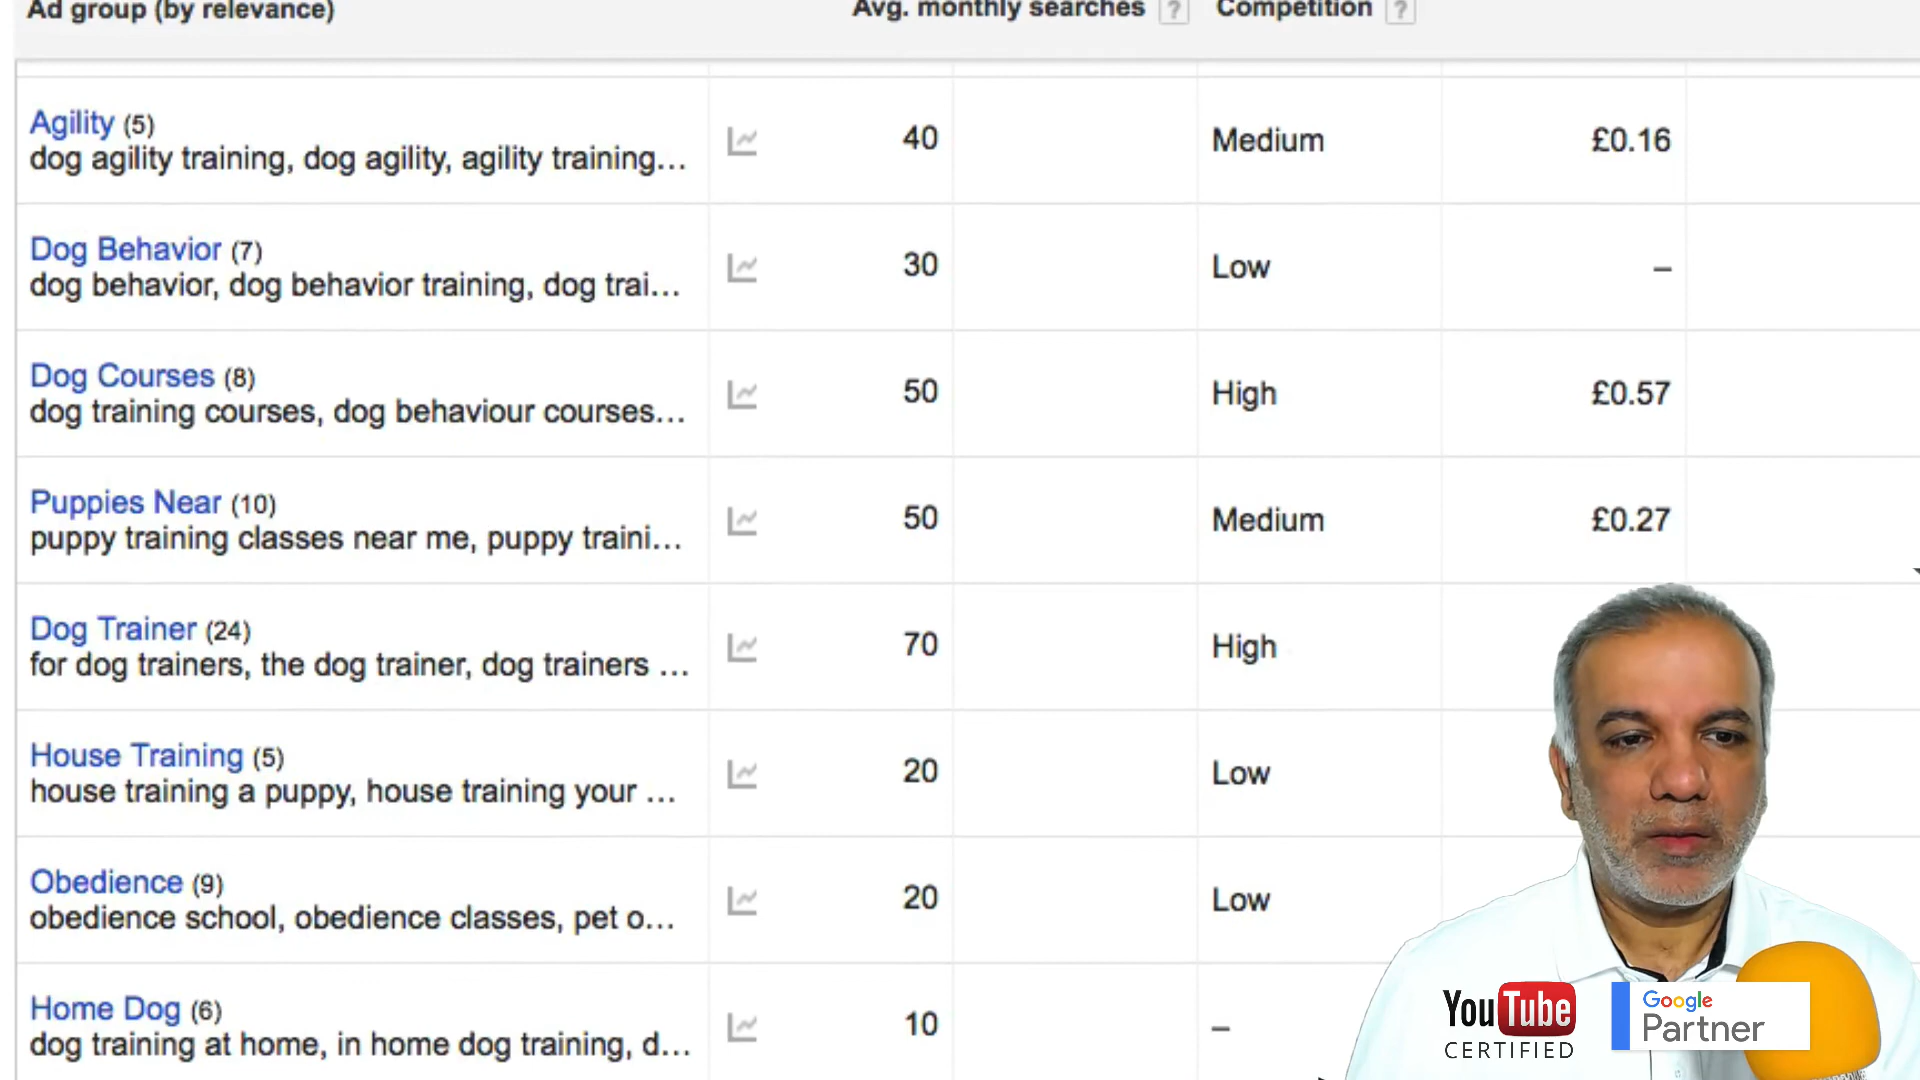 Ad group (by relevance) Avg. monthly searches ? Competition ?
Agility (5)
dog agility training, dog agility, agility training... 40 Medium £0.16
Dog Behavior (7)
dog behavior, dog behavior training, dog trai... 30 Low –
Dog Courses (8)
dog training courses, dog behaviour courses... 50 High £0.57
Puppies Near (10)
puppy training classes near me, puppy traini... 50 Medium £0.27
Dog Trainer (24)
for dog trainers, the dog trainer, dog trainers ... 70 High
House Training (5)
house training a puppy, house training your ... 20 Low
Obedience (9)
obedience school, obedience classes, pet o... 20 Low
Home Dog (6)
dog training at home, in home dog training, d... 10 –
YouTube
CERTIFIED
Google
Partner